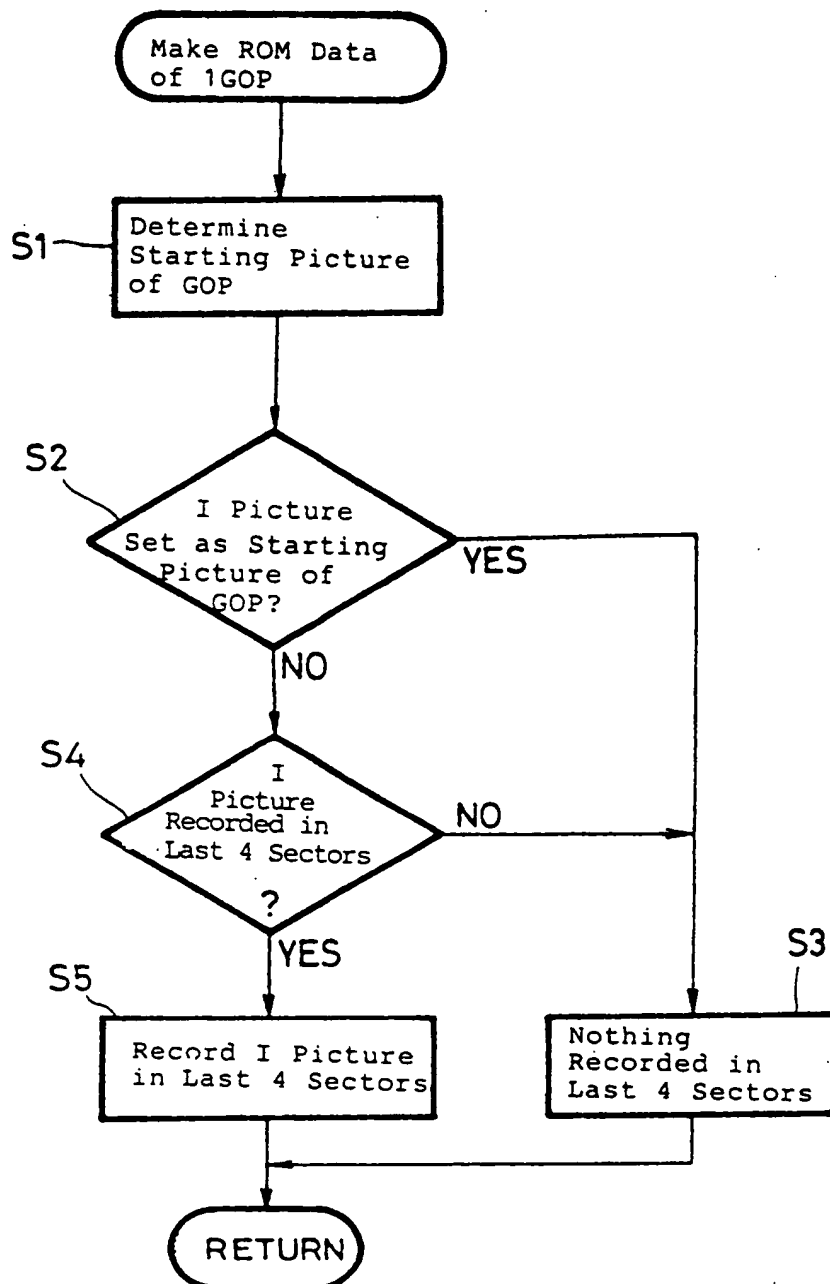 Make ROM Data
of 1GOP
S1
Determine
Starting Picture
of GOP
S2
I Picture
Set as Starting
Picture of
GOP?
YES
NO
S4
I
Picture
Recorded in
Last 4 Sectors
?
NO
YES
S5
Record I Picture
in Last 4 Sectors
S3
Nothing
Recorded in
Last 4 Sectors
RETURN